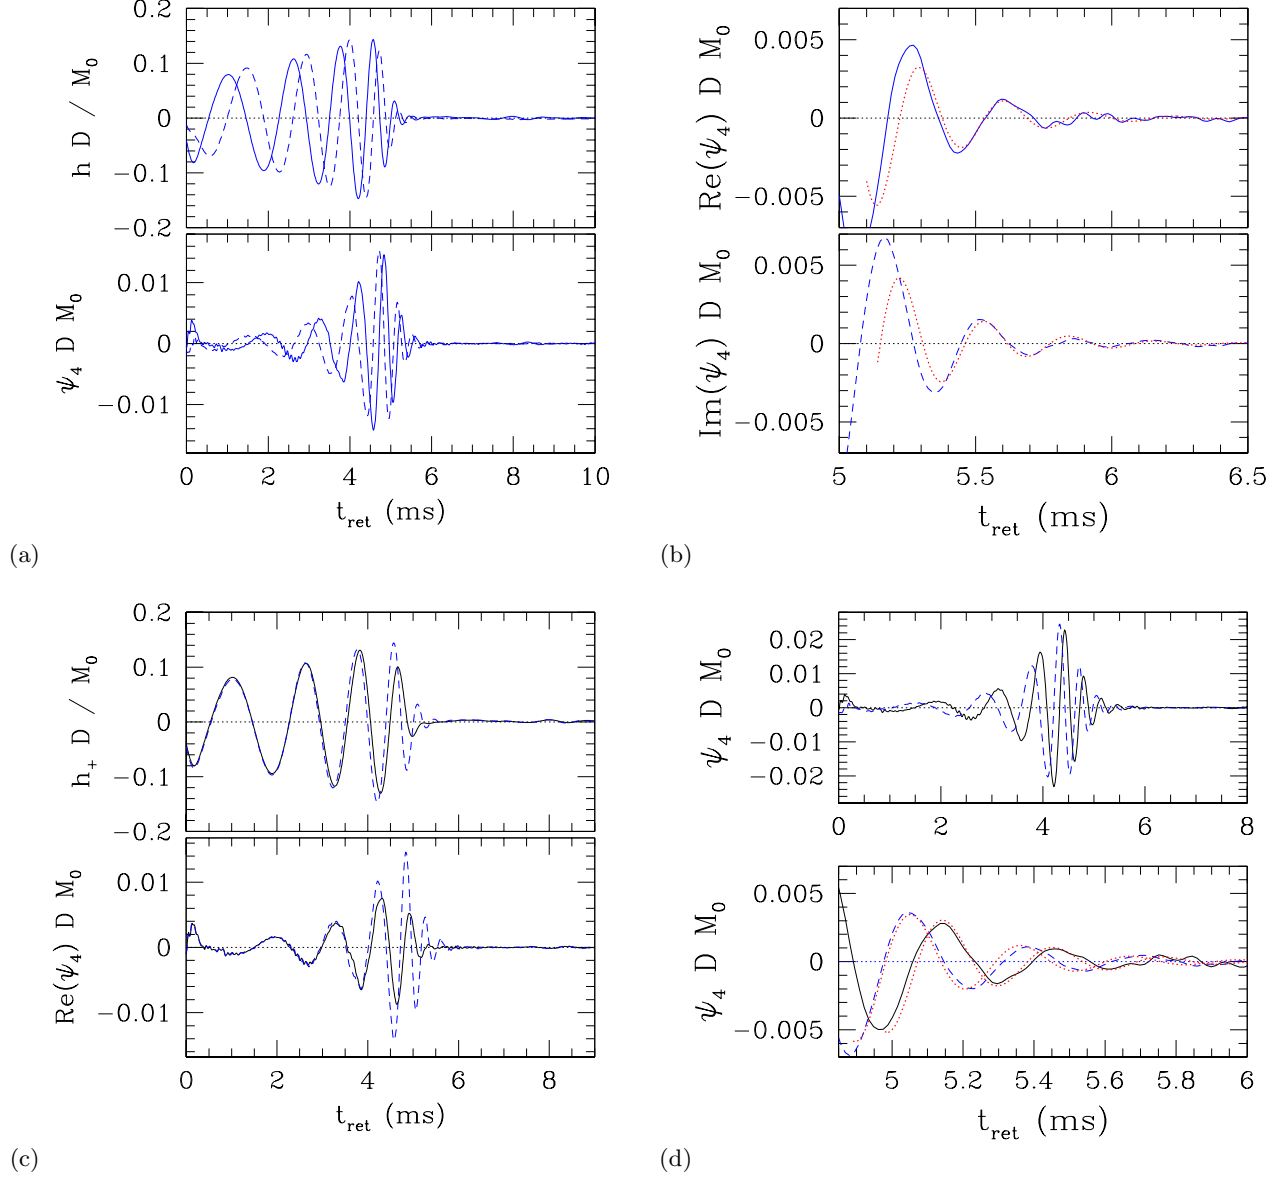 0.2
0.1
0
−0.1
−0.2
h D / M₀
0.01
0
−0.01
ψ₄ D M₀
0 2 4 6 8 10
t_ret (ms)
(a)
0.005
0
−0.005
Re(ψ₄) D M₀
0.005
0
−0.005
Im(ψ₄) D M₀
5 5.5 6 6.5
t_ret (ms)
(b)
0.2
0.1
0
−0.1
−0.2
h₊ D / M₀
0.01
0
−0.01
Re(ψ₄) D M₀
0 2 4 6 8
t_ret (ms)
(c)
0.02
0.01
0
−0.01
−0.02
ψ₄ D M₀
0 2 4 6 8
0.005
0
−0.005
ψ₄ D M₀
5 5.2 5.4 5.6 5.8 6
t_ret (ms)
(d)